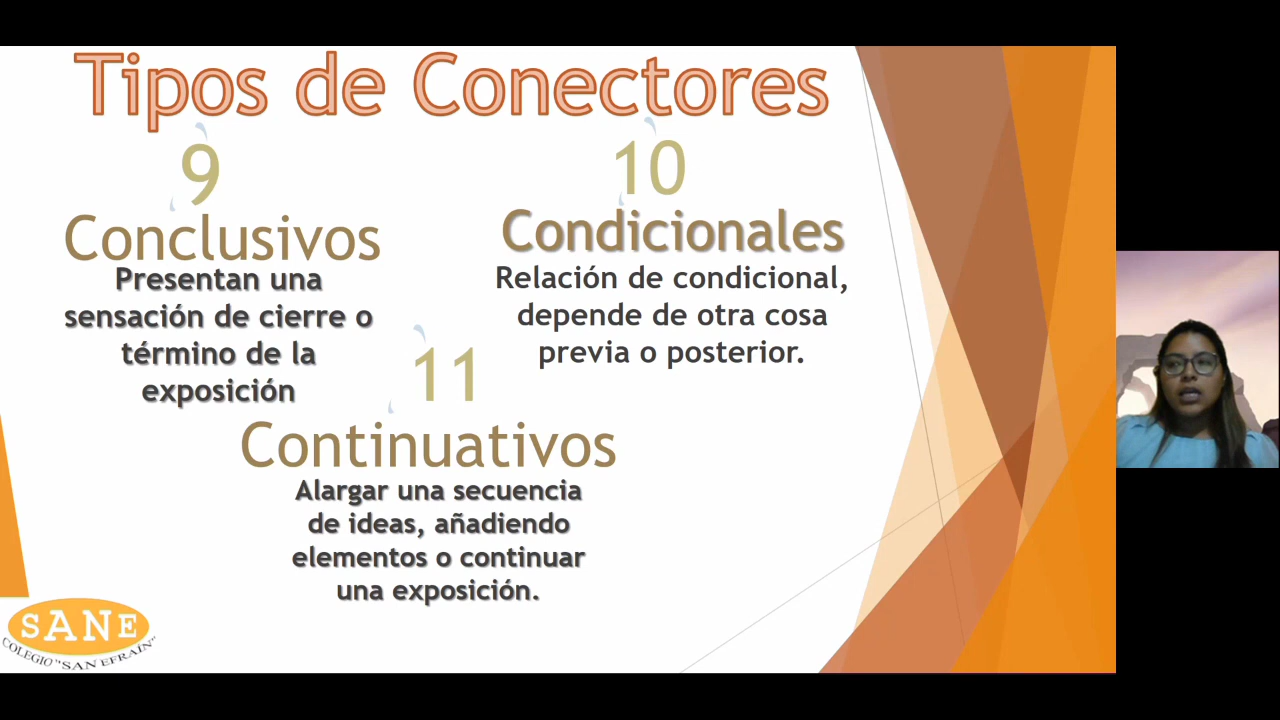 Tipos de Conectores
9
Conclusivos
Presentan una
sensación de cierre o
término de la
exposición
10
Condicionales
Relación de condicional,
depende de otra cosa
previa o posterior.
11
Continuativos
Alargar una secuencia
de ideas, añadiendo
elementos o continuar
una exposición.
SANE
COLEGIO "SAN EFRAÍN"